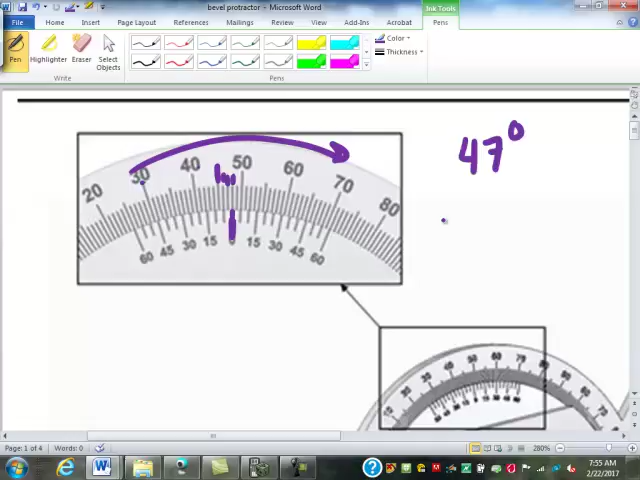 bevel protractor - Microsoft Word
Ink Tools
File Home Insert Page Layout References Mailings Review View Add-Ins Acrobat Pens
Pen Highlighter Eraser Select Objects
Color
Thickness
Write Pens
20 30 40 50 60 70 80
47°
60 45 30 15 0 15 30 45 60
Page: 1 of 4 Words: 0 280%
7:55 AM
2/22/2017